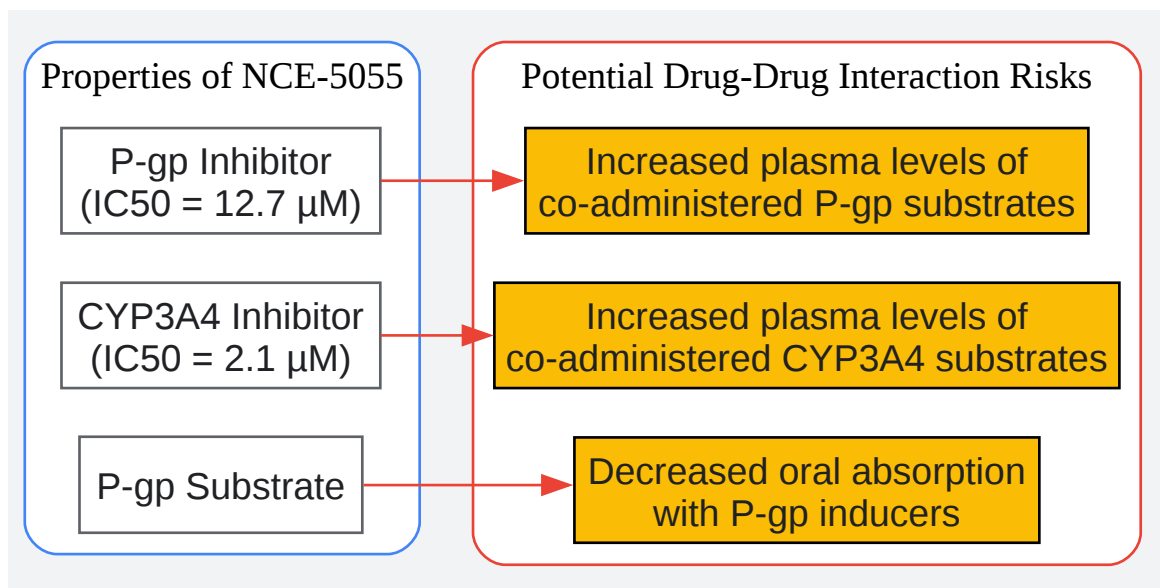 Properties of NCE-5055
P-gp Inhibitor
(IC50 = 12.7 µM)
CYP3A4 Inhibitor
(IC50 = 2.1 µM)
P-gp Substrate
Potential Drug-Drug Interaction Risks
Increased plasma levels of
co-administered P-gp substrates
Increased plasma levels of
co-administered CYP3A4 substrates
Decreased oral absorption
with P-gp inducers